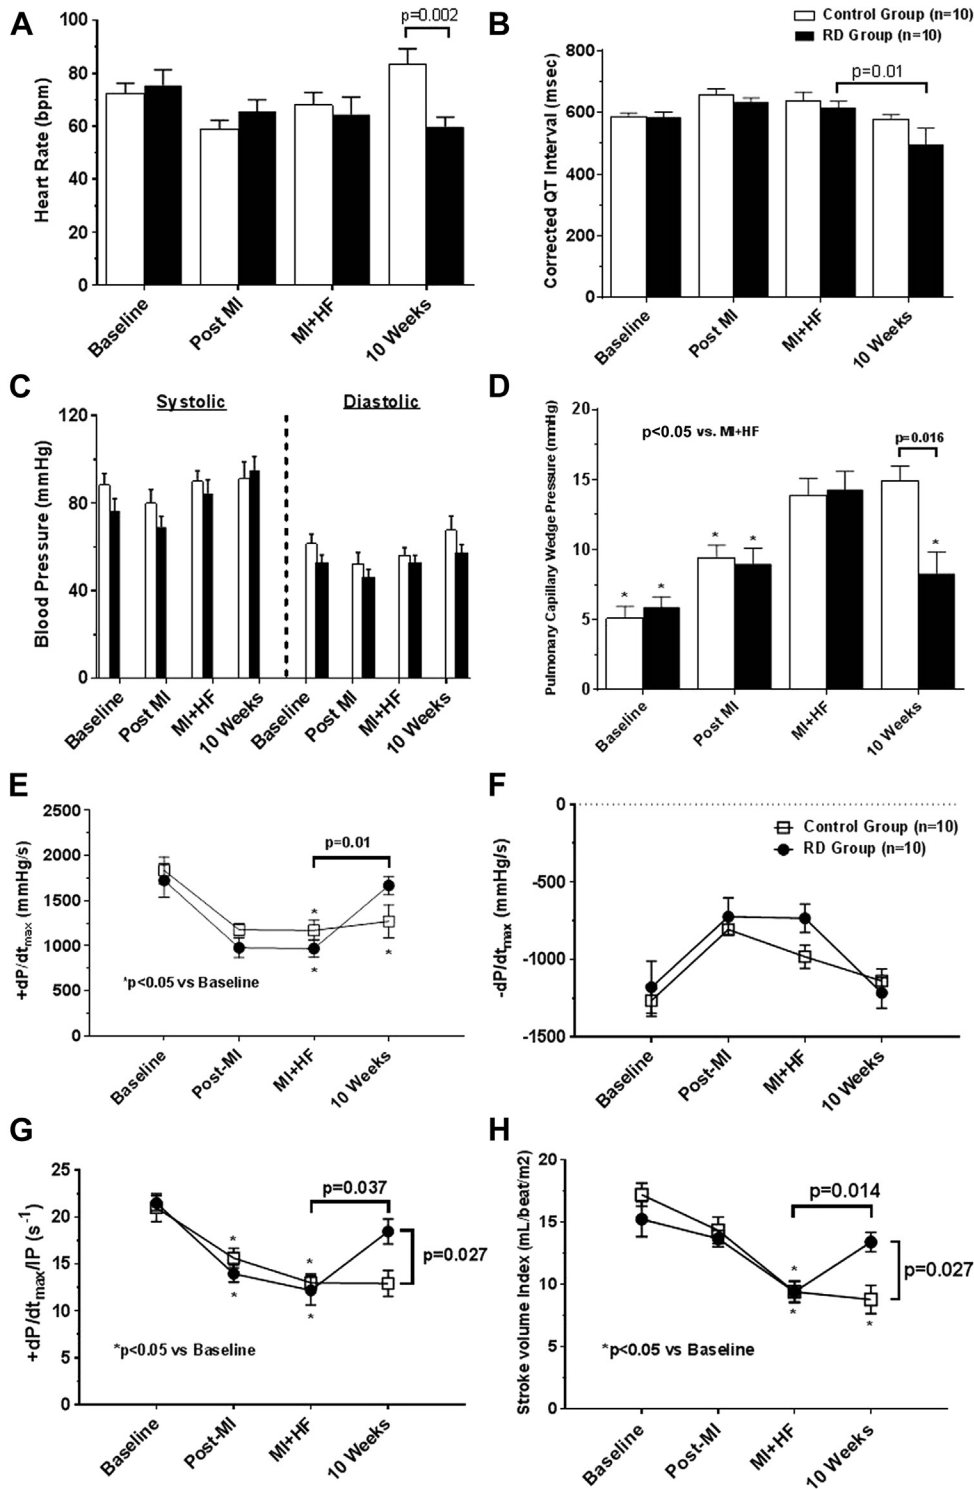 A
p=0.002
Heart Rate (bpm)
100
80
60
40
20
0
Baseline
Post MI
MI+HF
10 Weeks
B
Control Group (n=10)
RD Group (n=10)
p=0.01
Corrected QT Interval (msec)
800
600
400
200
0
Baseline
Post MI
MI+HF
10 Weeks
C
Systolic
Diastolic
Blood Pressure (mmHg)
120
80
40
0
Baseline
Post MI
MI+HF
10 Weeks
Baseline
Post MI
MI+HF
10 Weeks
D
p<0.05 vs. MI+HF
p=0.016
Pulmonary Capillary Wedge Pressure (mmHg)
20
15
10
5
0
* * * * *
Baseline
Post MI
MI+HF
10 Weeks
E
p=0.01
+dP/dtmax (mmHg/s)
2500
2000
1500
1000
500
0
* * *
*p<0.05 vs Baseline
Baseline
Post-MI
MI+HF
10 Weeks
F
Control Group (n=10)
RD Group (n=10)
-dP/dtmax (mmHg/s)
0
-500
-1000
-1500
Baseline
Post-MI
MI+HF
10 Weeks
G
p=0.037
p=0.027
+dP/dtmax/IP (s-1)
25
20
15
10
5
0
* * * *
*p<0.05 vs Baseline
Baseline
Post-MI
MI+HF
10 Weeks
H
p=0.014
p=0.027
Stroke volume Index (mL/beat/m2)
20
15
10
5
0
* * *
*p<0.05 vs Baseline
Baseline
Post-MI
MI+HF
10 Weeks